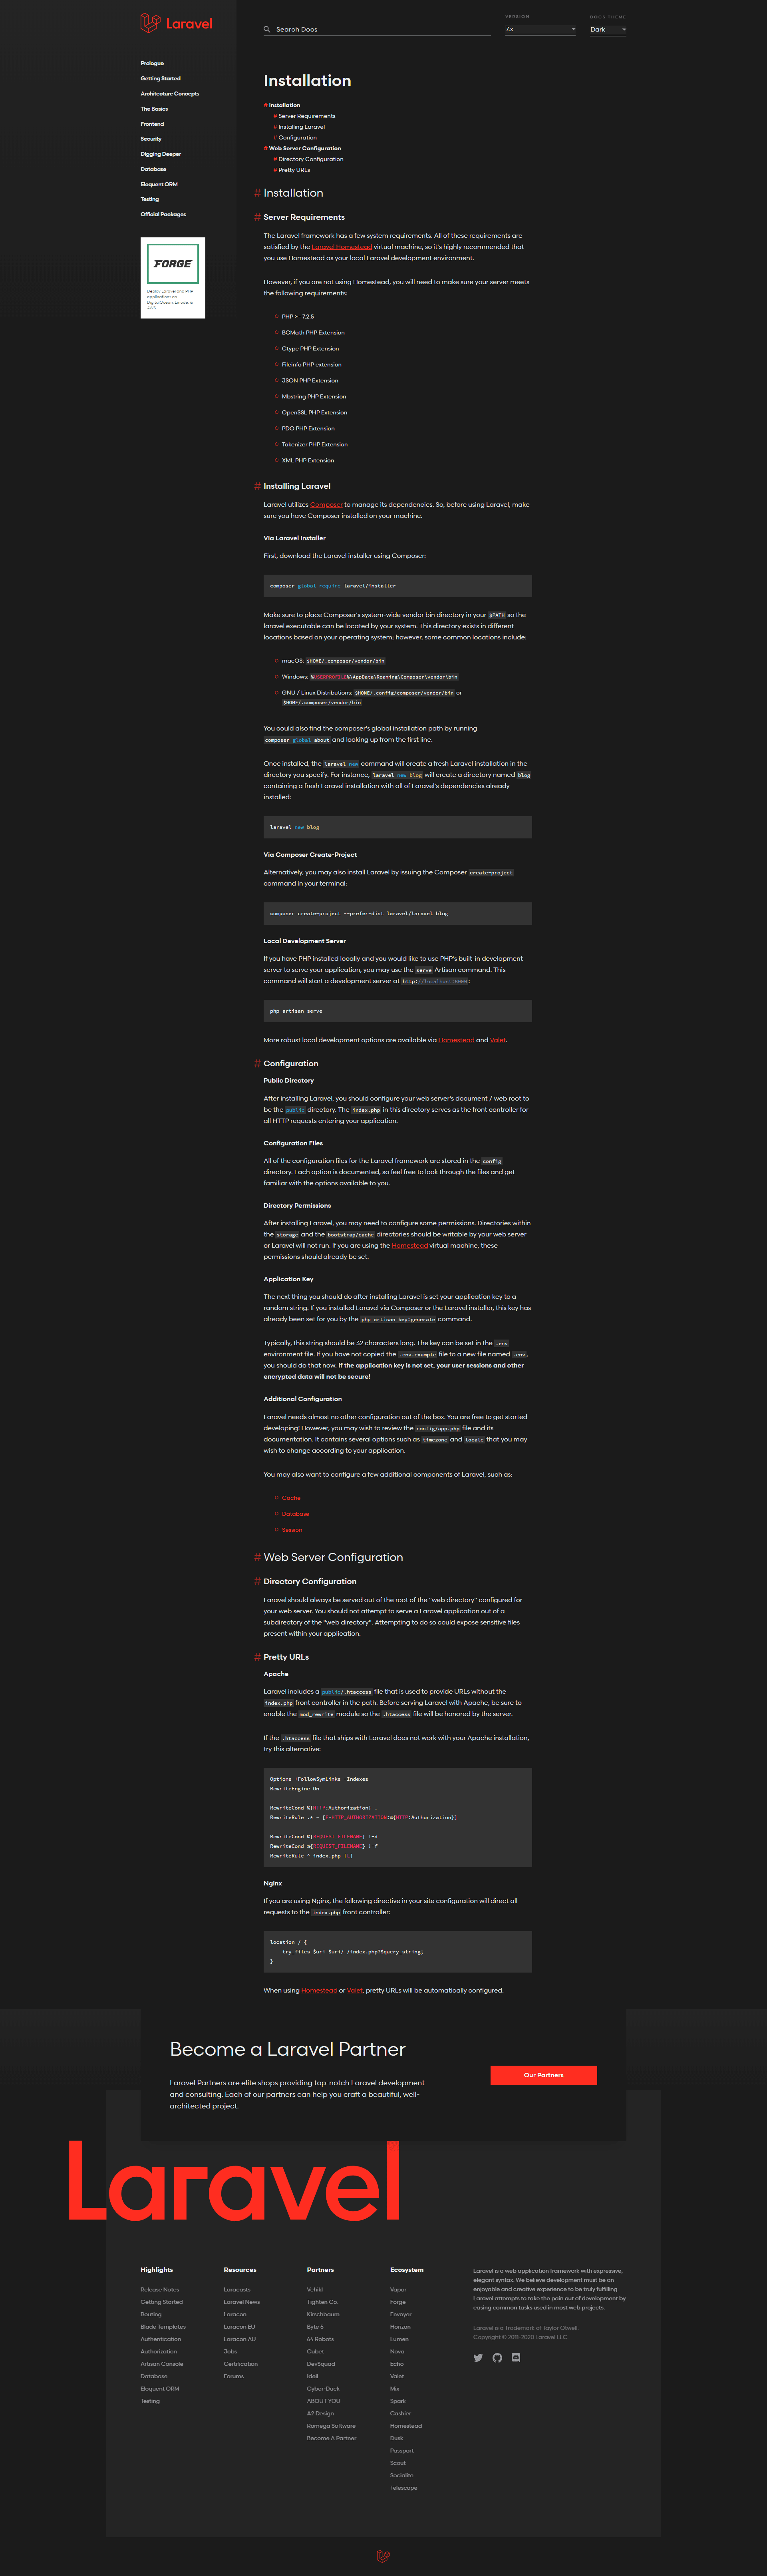 Laravel
Search Docs
VERSION
7.x
DOCS THEME
Dark
Prologue
Getting Started
Architecture Concepts
The Basics
Frontend
Security
Digging Deeper
Database
Eloquent ORM
Testing
Official Packages
FORGE
Deploy Laravel and PHP
applications on
DigitalOcean, Linode, &
AWS.
Installation
# Installation
# Server Requirements
# Installing Laravel
# Configuration
# Web Server Configuration
# Directory Configuration
# Pretty URLs
# Installation
# Server Requirements
The Laravel framework has a few system requirements. All of these requirements are
satisfied by the Laravel Homestead virtual machine, so it's highly recommended that
you use Homestead as your local Laravel development environment.
However, if you are not using Homestead, you will need to make sure your server meets
the following requirements:
PHP >= 7.2.5
BCMath PHP Extension
Ctype PHP Extension
Fileinfo PHP extension
JSON PHP Extension
Mbstring PHP Extension
OpenSSL PHP Extension
PDO PHP Extension
Tokenizer PHP Extension
XML PHP Extension
# Installing Laravel
Laravel utilizes Composer to manage its dependencies. So, before using Laravel, make
sure you have Composer installed on your machine.
Via Laravel Installer
First, download the Laravel installer using Composer:
composer global require laravel/installer
Make sure to place Composer's system-wide vendor bin directory in your $PATH so the
laravel executable can be located by your system. This directory exists in different
locations based on your operating system; however, some common locations include:
macOS: $HOME/.composer/vendor/bin
Windows: %USERPROFILE%\AppData\Roaming\Composer\vendor\bin
GNU / Linux Distributions: $HOME/.config/composer/vendor/bin or
$HOME/.composer/vendor/bin
You could also find the composer's global installation path by running
composer global about and looking up from the first line.
Once installed, the laravel new command will create a fresh Laravel installation in the
directory you specify. For instance, laravel new blog will create a directory named blog
containing a fresh Laravel installation with all of Laravel's dependencies already
installed:
laravel new blog
Via Composer Create-Project
Alternatively, you may also install Laravel by issuing the Composer create-project
command in your terminal:
composer create-project --prefer-dist laravel/laravel blog
Local Development Server
If you have PHP installed locally and you would like to use PHP's built-in development
server to serve your application, you may use the serve Artisan command. This
command will start a development server at http://localhost:8000:
php artisan serve
More robust local development options are available via Homestead and Valet.
# Configuration
Public Directory
After installing Laravel, you should configure your web server's document / web root to
be the public directory. The index.php in this directory serves as the front controller for
all HTTP requests entering your application.
Configuration Files
All of the configuration files for the Laravel framework are stored in the config
directory. Each option is documented, so feel free to look through the files and get
familiar with the options available to you.
Directory Permissions
After installing Laravel, you may need to configure some permissions. Directories within
the storage and the bootstrap/cache directories should be writable by your web server
or Laravel will not run. If you are using the Homestead virtual machine, these
permissions should already be set.
Application Key
The next thing you should do after installing Laravel is set your application key to a
random string. If you installed Laravel via Composer or the Laravel installer, this key has
already been set for you by the php artisan key:generate command.
Typically, this string should be 32 characters long. The key can be set in the .env
environment file. If you have not copied the .env.example file to a new file named .env,
you should do that now. If the application key is not set, your user sessions and other
encrypted data will not be secure!
Additional Configuration
Laravel needs almost no other configuration out of the box. You are free to get started
developing! However, you may wish to review the config/app.php file and its
documentation. It contains several options such as timezone and locale that you may
wish to change according to your application.
You may also want to configure a few additional components of Laravel, such as:
Cache
Database
Session
# Web Server Configuration
# Directory Configuration
Laravel should always be served out of the root of the "web directory" configured for
your web server. You should not attempt to serve a Laravel application out of a
subdirectory of the "web directory". Attempting to do so could expose sensitive files
present within your application.
# Pretty URLs
Apache
Laravel includes a public/.htaccess file that is used to provide URLs without the
index.php front controller in the path. Before serving Laravel with Apache, be sure to
enable the mod_rewrite module so the .htaccess file will be honored by the server.
If the .htaccess file that ships with Laravel does not work with your Apache installation,
try this alternative:
Options +FollowSymLinks -Indexes
RewriteEngine On
RewriteCond %{HTTP:Authorization} .
RewriteRule .* - [E=HTTP_AUTHORIZATION:%{HTTP:Authorization}]
RewriteCond %{REQUEST_FILENAME} !-d
RewriteCond %{REQUEST_FILENAME} !-f
RewriteRule ^ index.php [L]
Nginx
If you are using Nginx, the following directive in your site configuration will direct all
requests to the index.php front controller:
location / {
try_files $uri $uri/ /index.php?$query_string;
}
When using Homestead or Valet, pretty URLs will be automatically configured.
Become a Laravel Partner
Laravel Partners are elite shops providing top-notch Laravel development
and consulting. Each of our partners can help you craft a beautiful, well-
architected project.
Our Partners
Laravel
Highlights
Release Notes
Getting Started
Routing
Blade Templates
Authentication
Authorization
Artisan Console
Database
Eloquent ORM
Testing
Resources
Laracasts
Laravel News
Laracon
Laracon EU
Laracon AU
Jobs
Certification
Forums
Partners
Vehikl
Tighten Co.
Kirschbaum
Byte 5
64 Robots
Cubet
DevSquad
Ideil
Cyber-Duck
ABOUT YOU
A2 Design
Romega Software
Become A Partner
Ecosystem
Vapor
Forge
Envoyer
Horizon
Lumen
Nova
Echo
Valet
Mix
Spark
Cashier
Homestead
Dusk
Passport
Scout
Socialite
Telescope
Laravel is a web application framework with expressive,
elegant syntax. We believe development must be an
enjoyable and creative experience to be truly fulfilling.
Laravel attempts to take the pain out of development by
easing common tasks used in most web projects.
Laravel is a Trademark of Taylor Otwell.
Copyright © 2011-2020 Laravel LLC.